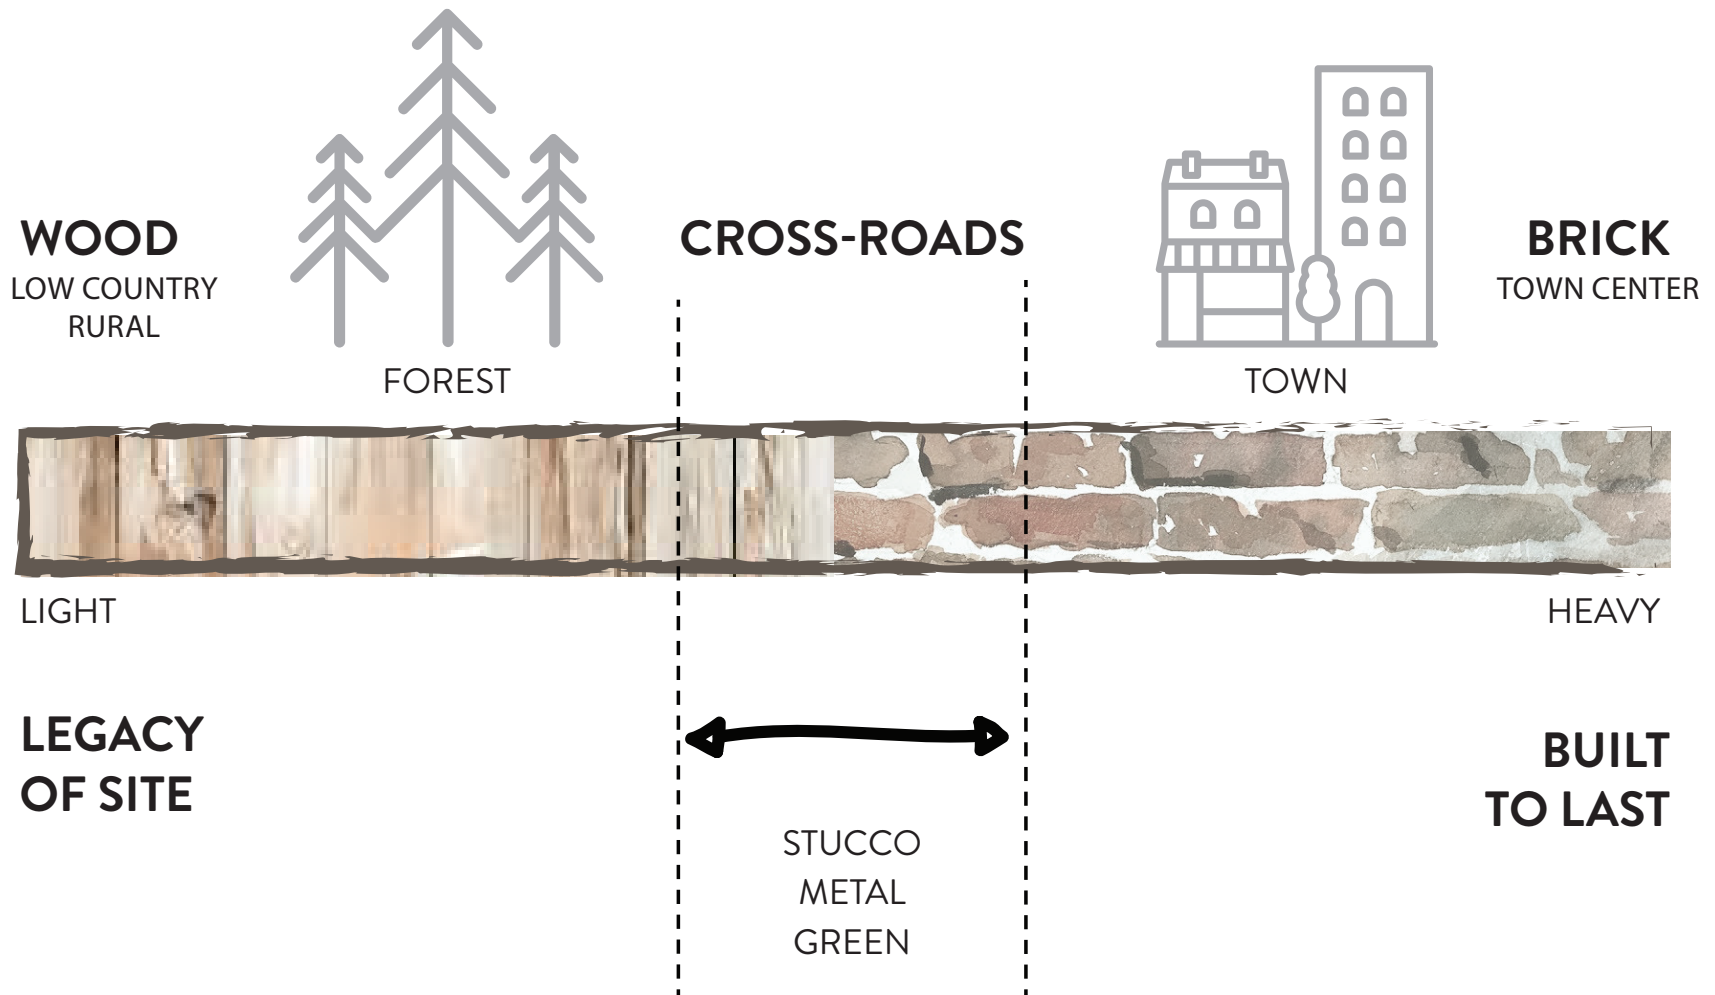 WOOD
LOW COUNTRY
RURAL
FOREST
CROSS-ROADS
TOWN
BRICK
TOWN CENTER
LIGHT
HEAVY
LEGACY
OF SITE
STUCCO
METAL
GREEN
BUILT
TO LAST